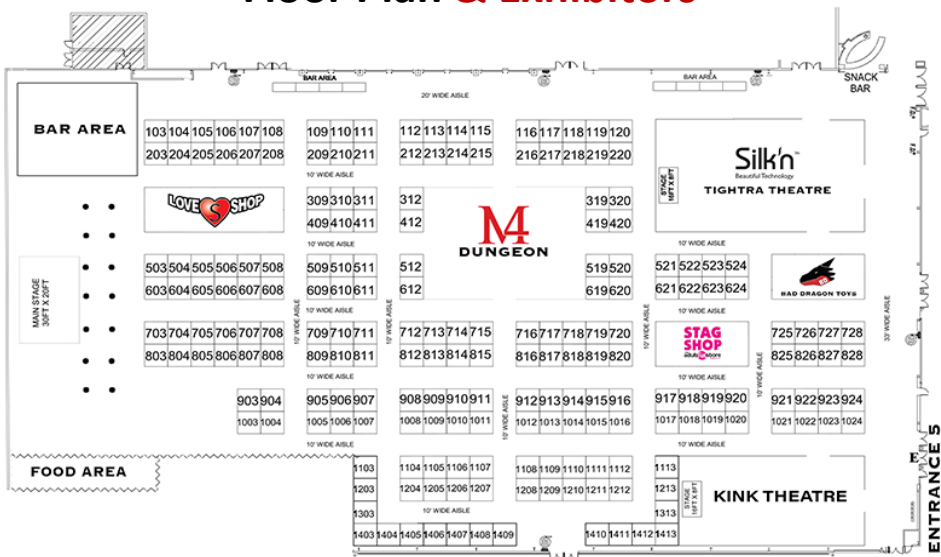 Floor Plan & Exhibitors
SNACK
BAR
BAR AREA
BAR AREA
20' WIDE AISLE
BAR AREA
103 104 105 106 107 108 109 110 111 112 113 114 115 116 117 118 119 120
203 204 205 206 207 208 209 210 211 212 213 214 215 216 217 218 219 220
Silk'n™
Beautiful Technology
TIGHTRA THEATRE
STAGE
16FT X 8FT
10' WIDE AISLE
LOVE S SHOP
309 310 311 312 319 320
409 410 411 412 419 420
M4
DUNGEON
10' WIDE AISLE
10' WIDE AISLE
503 504 505 506 507 508 509 510 511 512 519 520 521 522 523 524
603 604 605 606 607 608 609 610 611 612 619 620 621 622 623 624
BAD DRAGON TOYS
MAIN STAGE
30FT X 20FT
10' WIDE AISLE
10' WIDE AISLE
10' WIDE AISLE
33' WIDE AISLE
10' WIDE AISLE
703 704 705 706 707 708 709 710 711 712 713 714 715 716 717 718 719 720 725 726 727 728
803 804 805 806 807 808 809 810 811 812 813 814 815 816 817 818 819 820 825 826 827 828
STAG
SHOP
10' WIDE AISLE
10' WIDE AISLE
10' WIDE AISLE
903 904 905 906 907 908 909 910 911 912 913 914 915 916 917 918 919 920 921 922 923 924
1003 1004 1005 1006 1007 1008 1009 1010 1011 1012 1013 1014 1015 1016 1017 1018 1019 1020 1021 1022 1023 1024
10' WIDE AISLE
10' WIDE AISLE
10' WIDE AISLE
FOOD AREA
1103 1104 1105 1106 1107 1108 1109 1110 1111 1112 1113
1203 1204 1205 1206 1207 1208 1209 1210 1211 1212 1213
1303 1313
10' WIDE AISLE
1403 1404 1405 1406 1407 1408 1409 1410 1411 1412 1413
STAGE
16FT X 8FT
KINK THEATRE
E
ENTRANCE 5